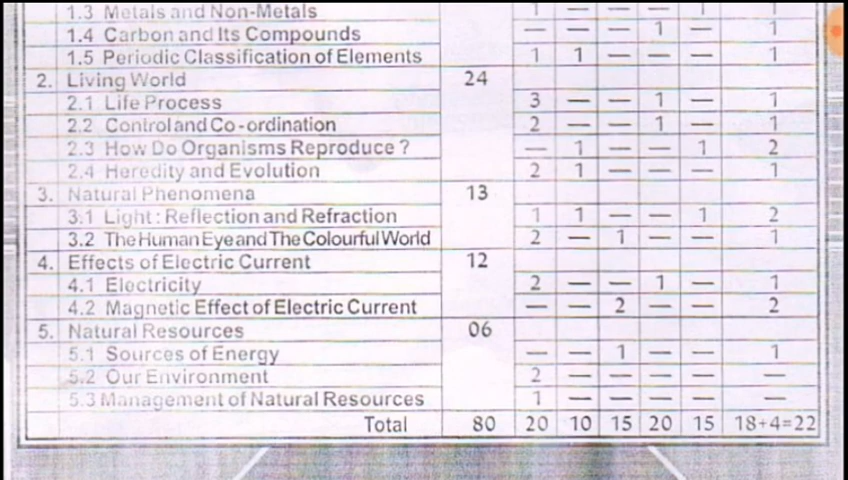 1.3 Metals and Non-Metals 1 — — — 1 1
1.4 Carbon and Its Compounds — — — 1 — 1
1.5 Periodic Classification of Elements 1 1 — — — 1
2. Living World 24
2.1 Life Process 3 — — 1 — 1
2.2 Control and Co-ordination 2 — — 1 — 1
2.3 How Do Organisms Reproduce ? — 1 — — 1 2
2.4 Heredity and Evolution 2 1 — — — 1
3. Natural Phenomena 13
3.1 Light : Reflection and Refraction 1 1 — — 1 2
3.2 The Human Eye and The Colourful World 2 — 1 — — 1
4. Effects of Electric Current 12
4.1 Electricity 2 — — 1 — 1
4.2 Magnetic Effect of Electric Current — — 2 — — 2
5. Natural Resources 06
5.1 Sources of Energy — — 1 — — 1
5.2 Our Environment 2 — — — — —
5.3 Management of Natural Resources 1 — — — — —
Total 80 20 10 15 20 15 18+4=22